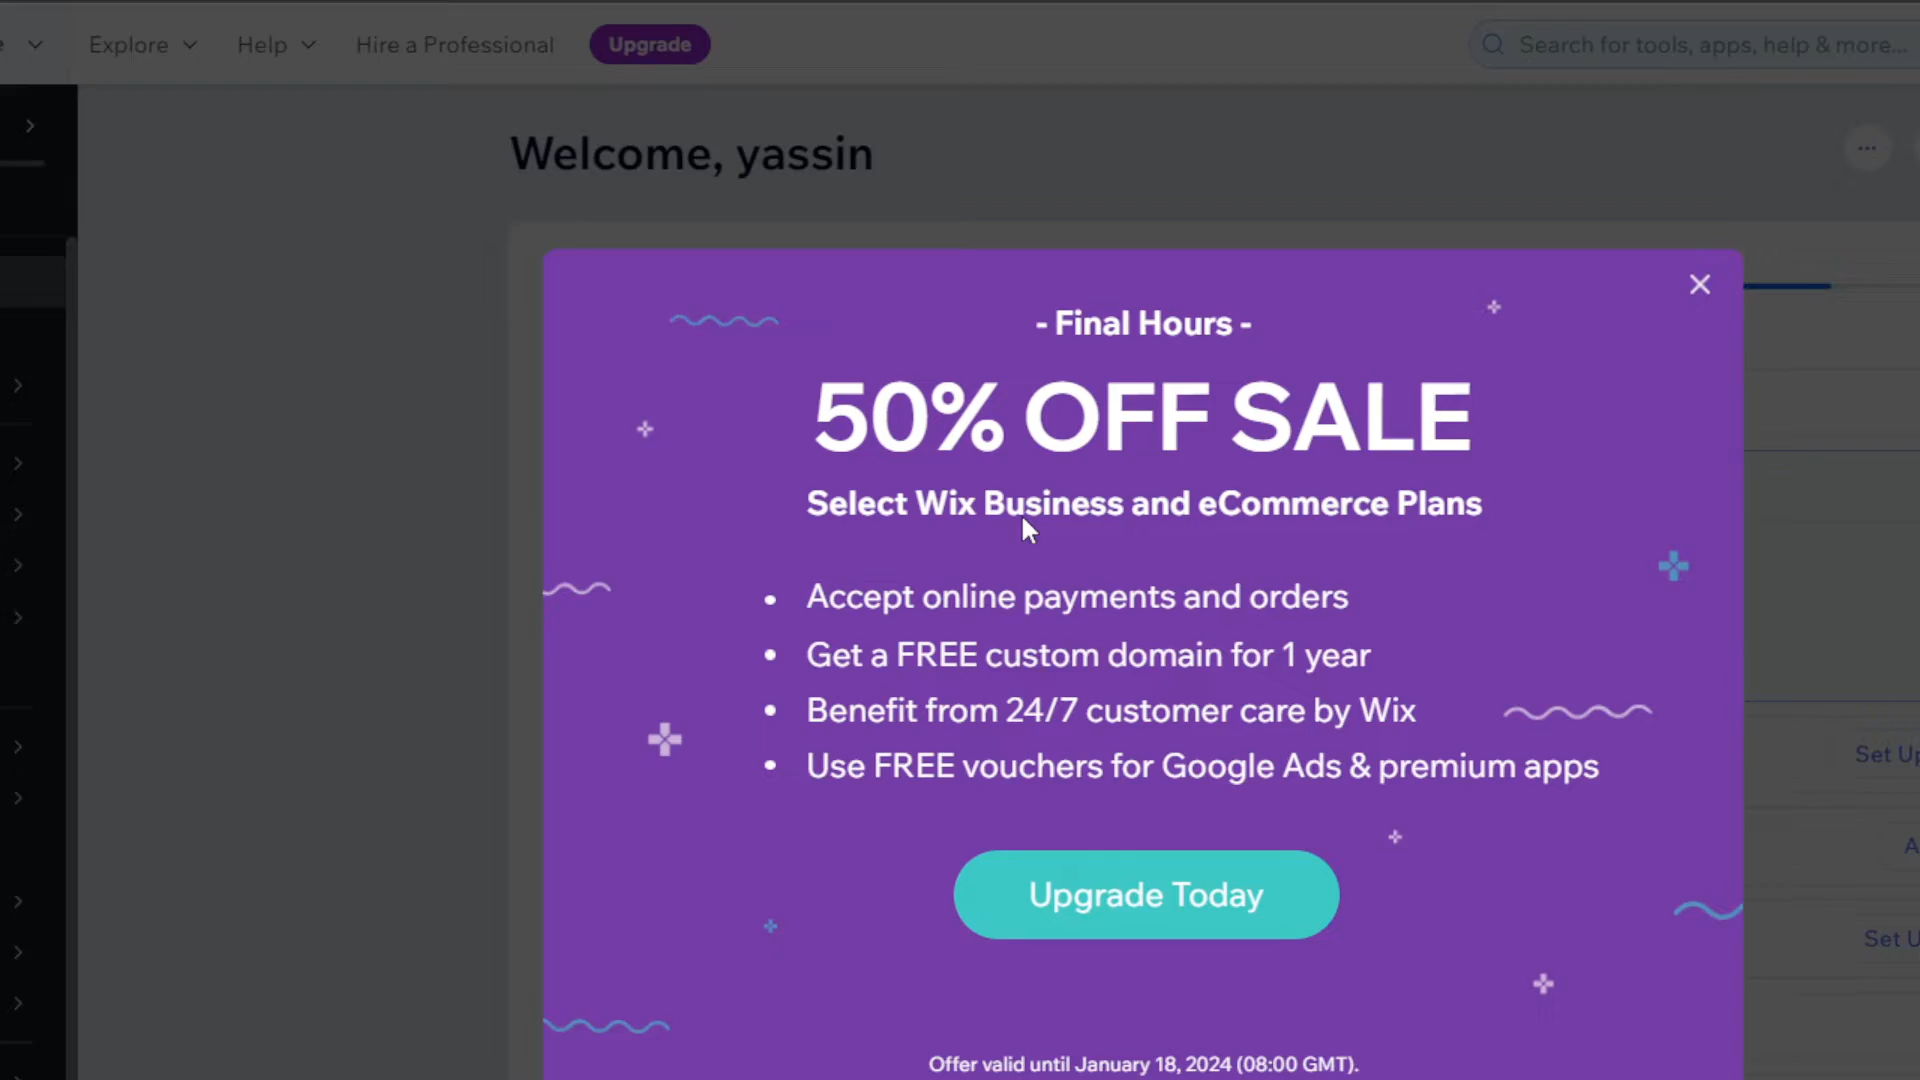 Explore
Help
Hire a Professional
Upgrade
Search for tools, apps, help & more...
Welcome, yassin
- Final Hours -
50% OFF SALE
Select Wix Business and eCommerce Plans
• Accept online payments and orders
• Get a FREE custom domain for 1 year
• Benefit from 24/7 customer care by Wix
• Use FREE vouchers for Google Ads & premium apps
Set Up
Upgrade Today
A
Set U
Offer valid until January 18, 2024 (08:00 GMT).